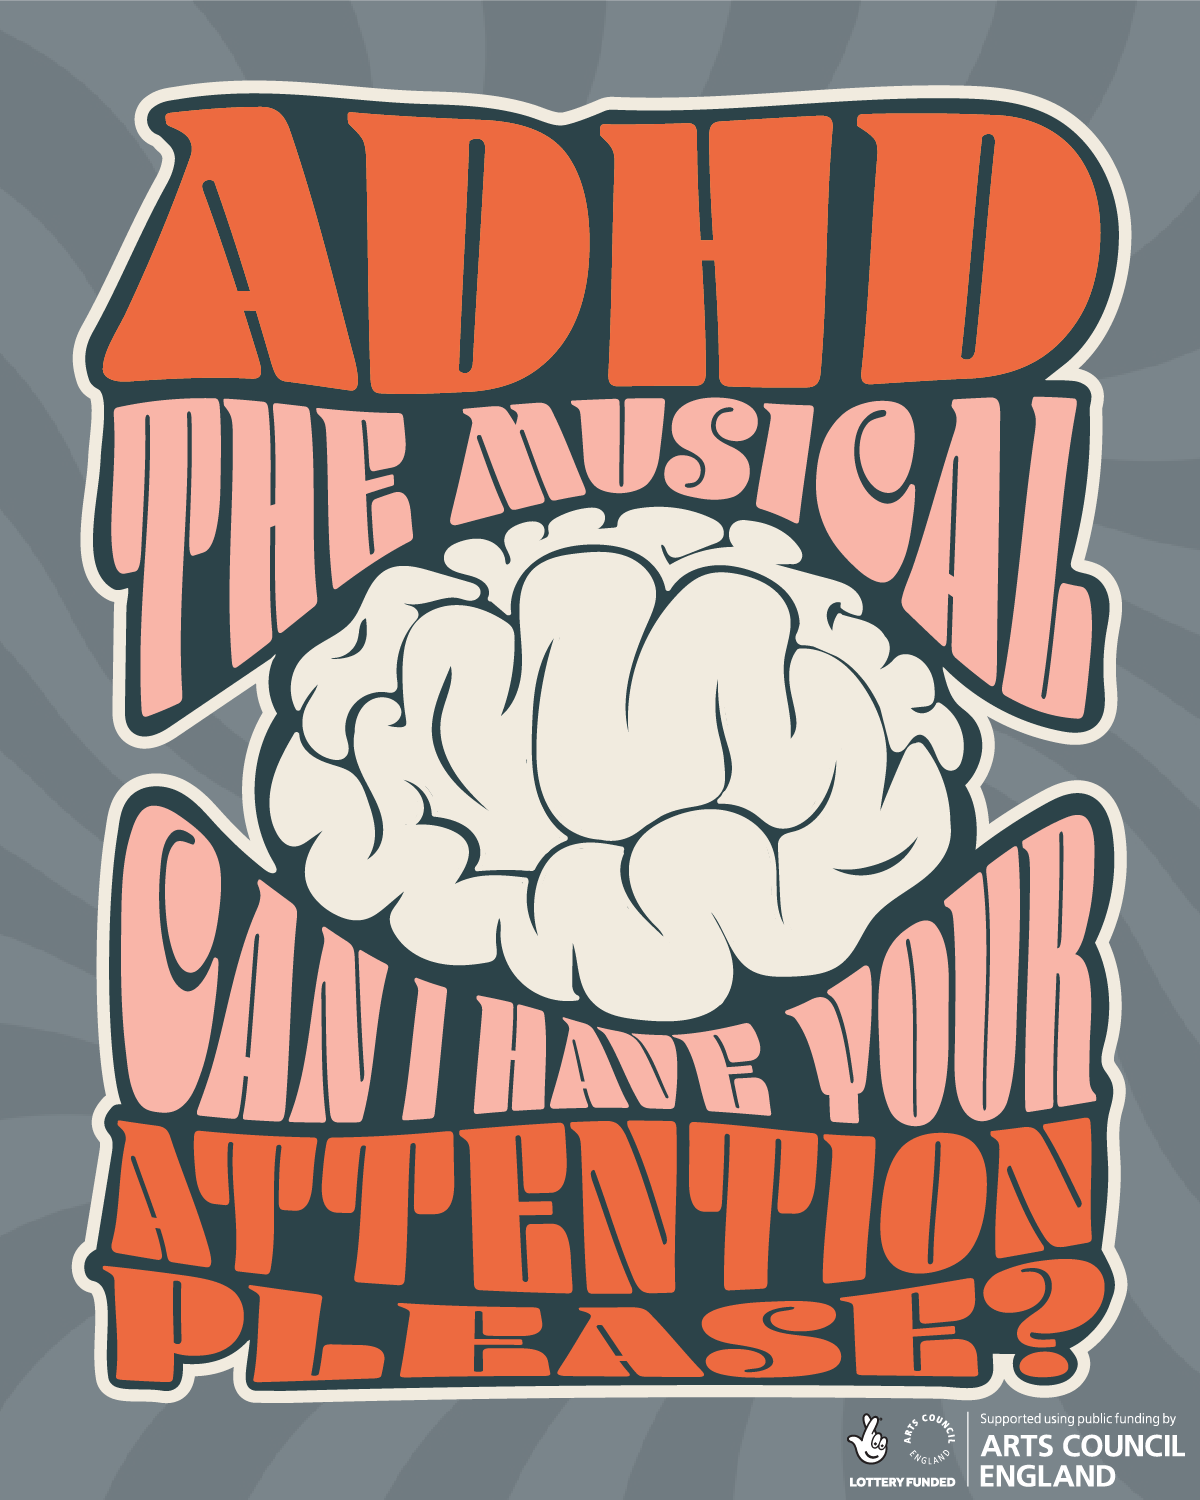 ADHD
THE MUSICAL
CAN I HAVE YOUR
ATTENTION
PLEASE?
LOTTERY FUNDED
ARTS COUNCIL ENGLAND
Supported using public funding by
ARTS COUNCIL
ENGLAND